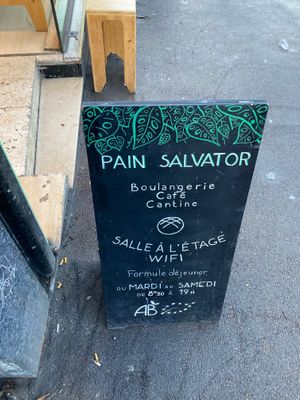 PAIN SALVATOR
Boulangerie
Café
Cantine
SALLE À L'ÉTAGE
WIFI
Formule déjeuner
DU MARDI AU SAMEDI
DE 8H30 À 19H
AB